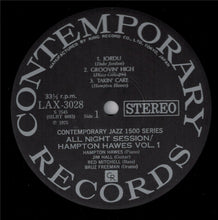 CONTEMPORARY
MANUFACTURED BY KING RECORD CO. LTD. TOKYO, JAPAN
1. JORDU
(Duke Jordan)
2. GROOVIN' HIGH
(Dizzy Gillespie)
3. TAKIN' CARE
(Hampton Hawes)
33⅓ r.p.m.
LAX-3028
S 7545
Side 1
STEREO
℗ 1975
CONTEMPORARY JAZZ 1500 SERIES
ALL NIGHT SESSION/
HAMPTON HAWES VOL. 1
HAMPTON HAWES (Piano)
JIM HALL (Guitar)
RED MITCHELL (Bass)
BRUZ FREEMAN (Drums)
RECORDS